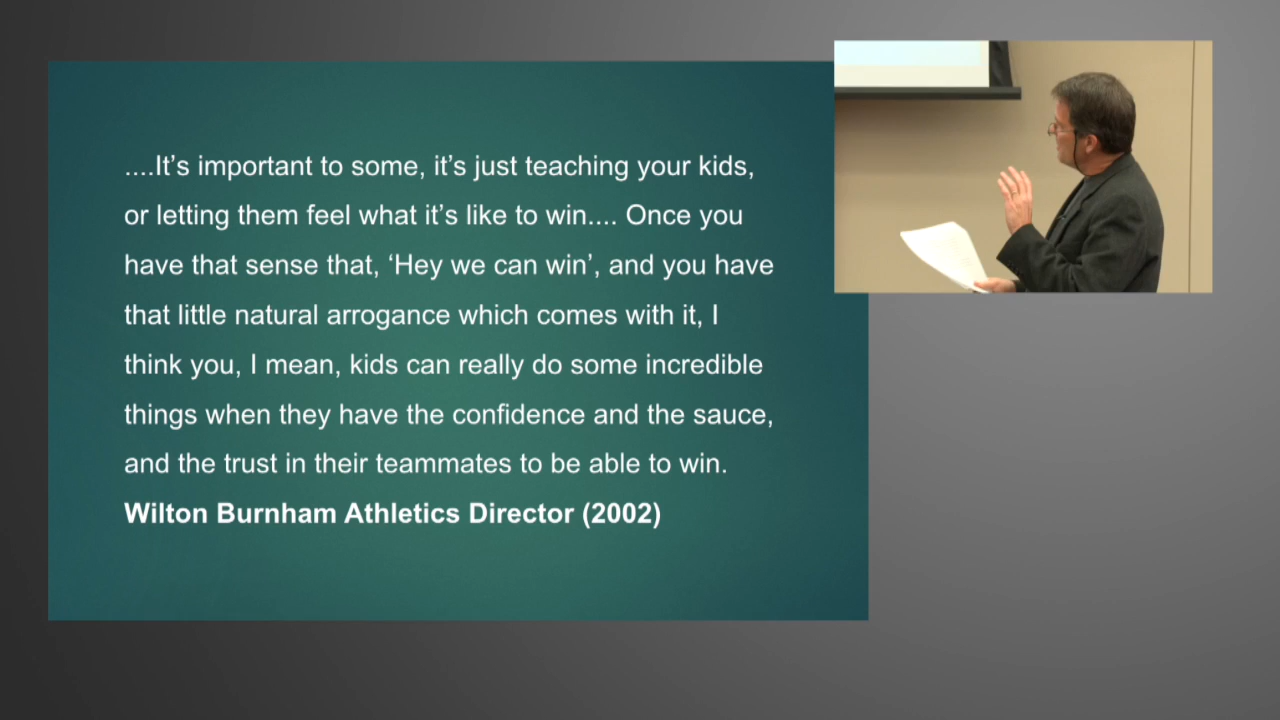 ....It’s important to some, it’s just teaching your kids,
or letting them feel what it’s like to win.... Once you
have that sense that, ‘Hey we can win’, and you have
that little natural arrogance which comes with it, I
think you, I mean, kids can really do some incredible
things when they have the confidence and the sauce,
and the trust in their teammates to be able to win.
Wilton Burnham Athletics Director (2002)